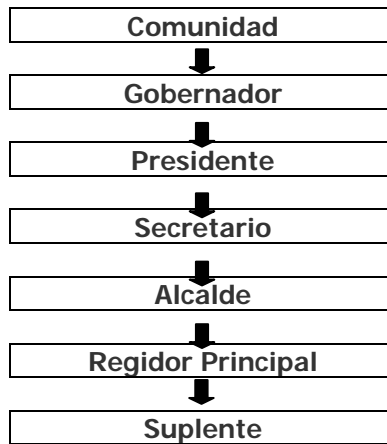 Comunidad
Gobernador
Presidente
Secretario
Alcalde
Regidor Principal
Suplente